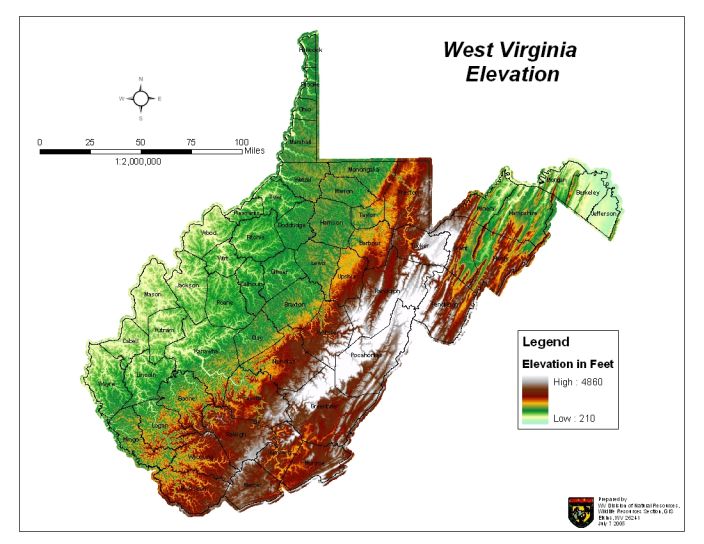 West Virginia
Elevation
N
W E
S
0 25 50 75 100
Miles
1:2,000,000
Hancock
Brooke
Ohio
Marshall
Wetzel
Monongalia
Marion
Preston
Taylor
Tyler
Pleasants
Doddridge
Harrison
Wood
Ritchie
Barbour
Tucker
Mineral
Hampshire
Morgan
Berkeley
Jefferson
Grant
Hardy
Wirt
Lewis
Gilmer
Upshur
Randolph
Pendleton
Jackson
Calhoun
Mason
Roane
Braxton
Webster
Putnam
Clay
Cabell
Kanawha
Nicholas
Pocahontas
Wayne
Lincoln
Boone
Fayette
Greenbrier
Logan
Mingo
Raleigh
Wyoming
Summers
Monroe
McDowell
Mercer
Legend
Elevation in Feet
High : 4860
Low : 210
Prepared by
WV Division of Natural Resources,
Wildlife Resources Section, GIS
Elkins, WV 26241